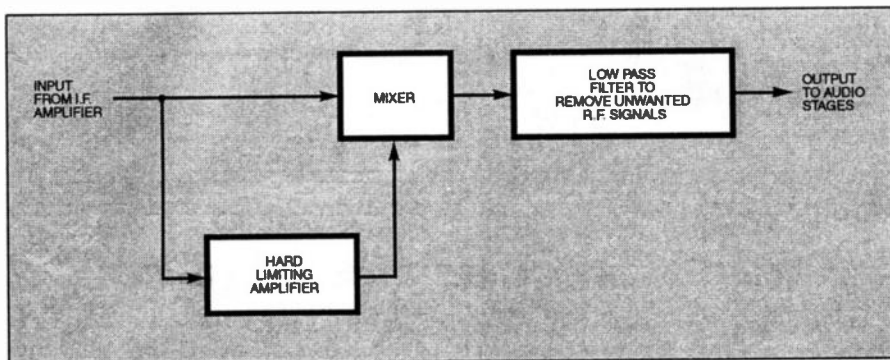 INPUT
FROM I.F.
AMPLIFIER
MIXER
LOW PASS
FILTER TO
REMOVE UNWANTED
R.F. SIGNALS
OUTPUT
TO AUDIO
STAGES
HARD
LIMITING
AMPLIFIER